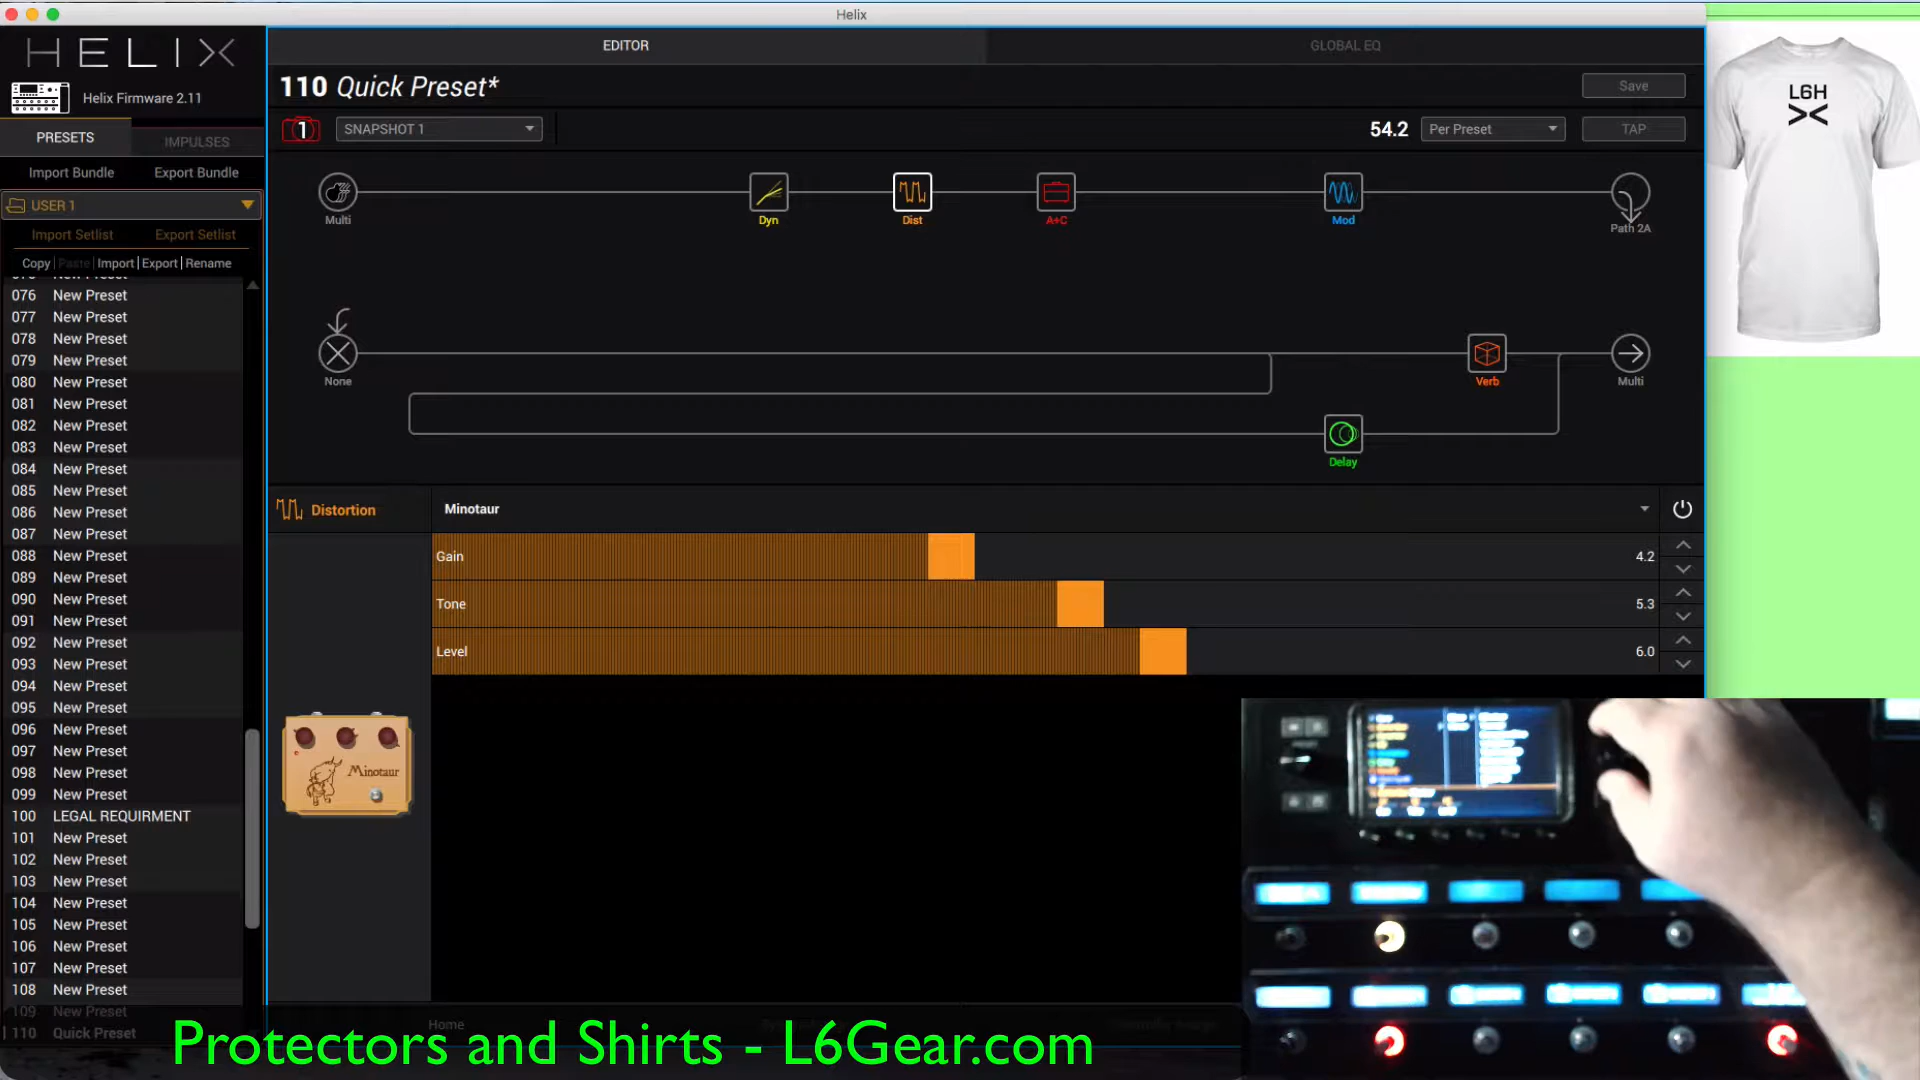 Helix
HELIX
Helix Firmware 2.11
PRESETS
IMPULSES
Import Bundle
Export Bundle
USER 1
Import Setlist
Export Setlist
Copy
Paste
Import
Export
Rename
076 New Preset
077 New Preset
078 New Preset
079 New Preset
080 New Preset
081 New Preset
082 New Preset
083 New Preset
084 New Preset
085 New Preset
086 New Preset
087 New Preset
088 New Preset
089 New Preset
090 New Preset
091 New Preset
092 New Preset
093 New Preset
094 New Preset
095 New Preset
096 New Preset
097 New Preset
098 New Preset
099 New Preset
100 LEGAL REQUIRMENT
101 New Preset
102 New Preset
103 New Preset
104 New Preset
105 New Preset
106 New Preset
107 New Preset
108 New Preset
109 New Preset
110 Quick Preset
EDITOR
GLOBAL EQ
110 Quick Preset*
Save
1
SNAPSHOT 1
54.2
Per Preset
TAP
Multi
Dyn
Dist
A+C
Mod
Path 2A
None
Verb
Multi
Delay
Distortion
Minotaur
Gain 4.2
Tone 5.3
Level 6.0
Minotaur
Home
L6H
Protectors and Shirts - L6Gear.com